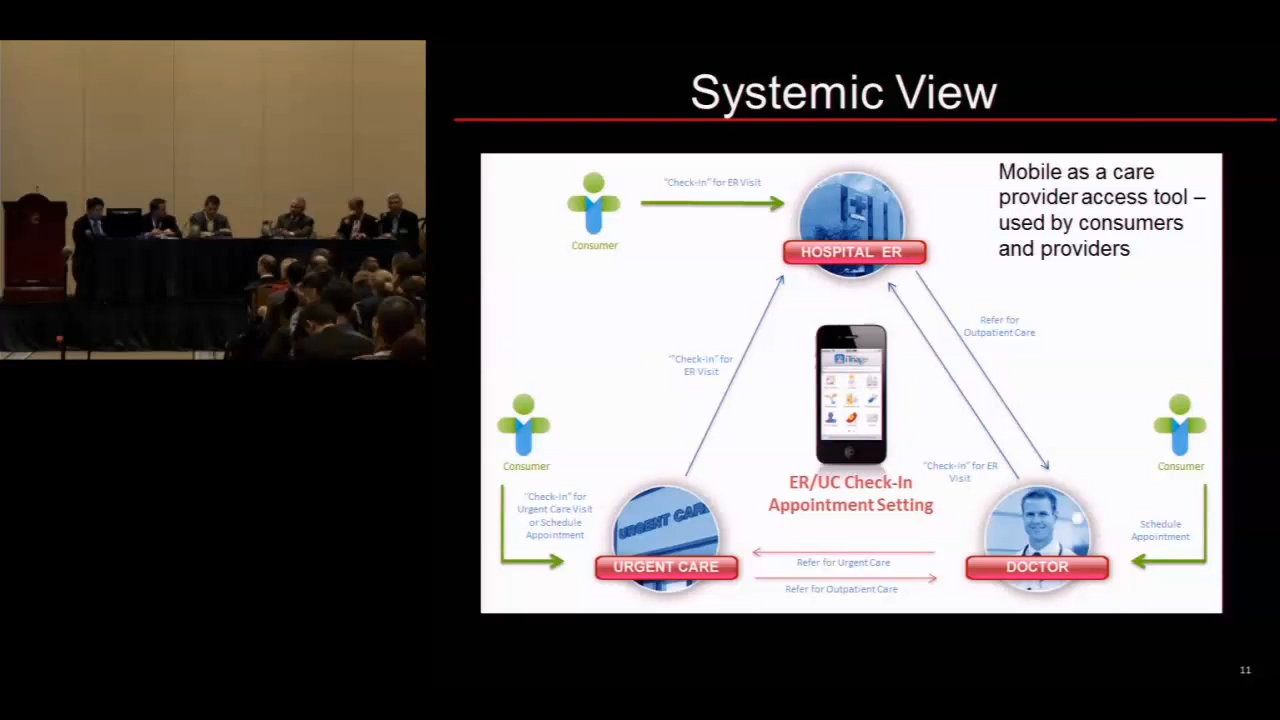 Systemic View
Mobile as a care
provider access tool –
used by consumers
and providers
"Check-In" for ER Visit
Consumer
HOSPITAL ER
Refer for
Outpatient Care
""Check-In" for
ER Visit
Consumer
Consumer
"Check-In" for
Urgent Care Visit
or Schedule
Appointment
ER/UC Check-In
Appointment Setting
"Check-In" for ER
Visit
Schedule
Appointment
URGENT CARE
URGENT CARE
DOCTOR
Refer for Urgent Care
Refer for Outpatient Care
11